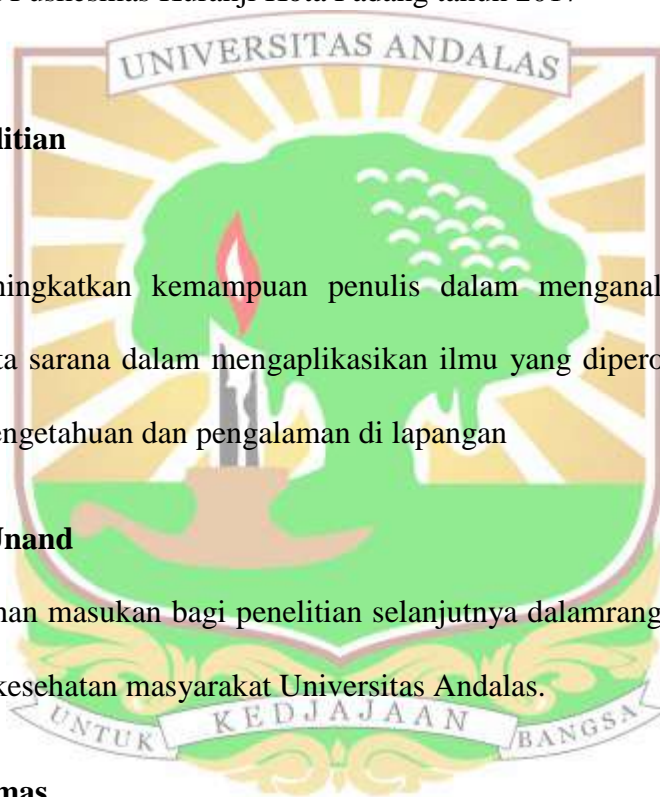 Puskesmas Kuranji Kota Padang tahun 2017
UNIVERSITAS ANDALAS
litian
ningkatkan kemampuan penulis dalam menganal
ta sarana dalam mengaplikasikan ilmu yang dipero
engetahuan dan pengalaman di lapangan
Unand
han masukan bagi penelitian selanjutnya dalamrang
kesehatan masyarakat Universitas Andalas.
UNTUK KEDJAJAAN BANGSA
mas